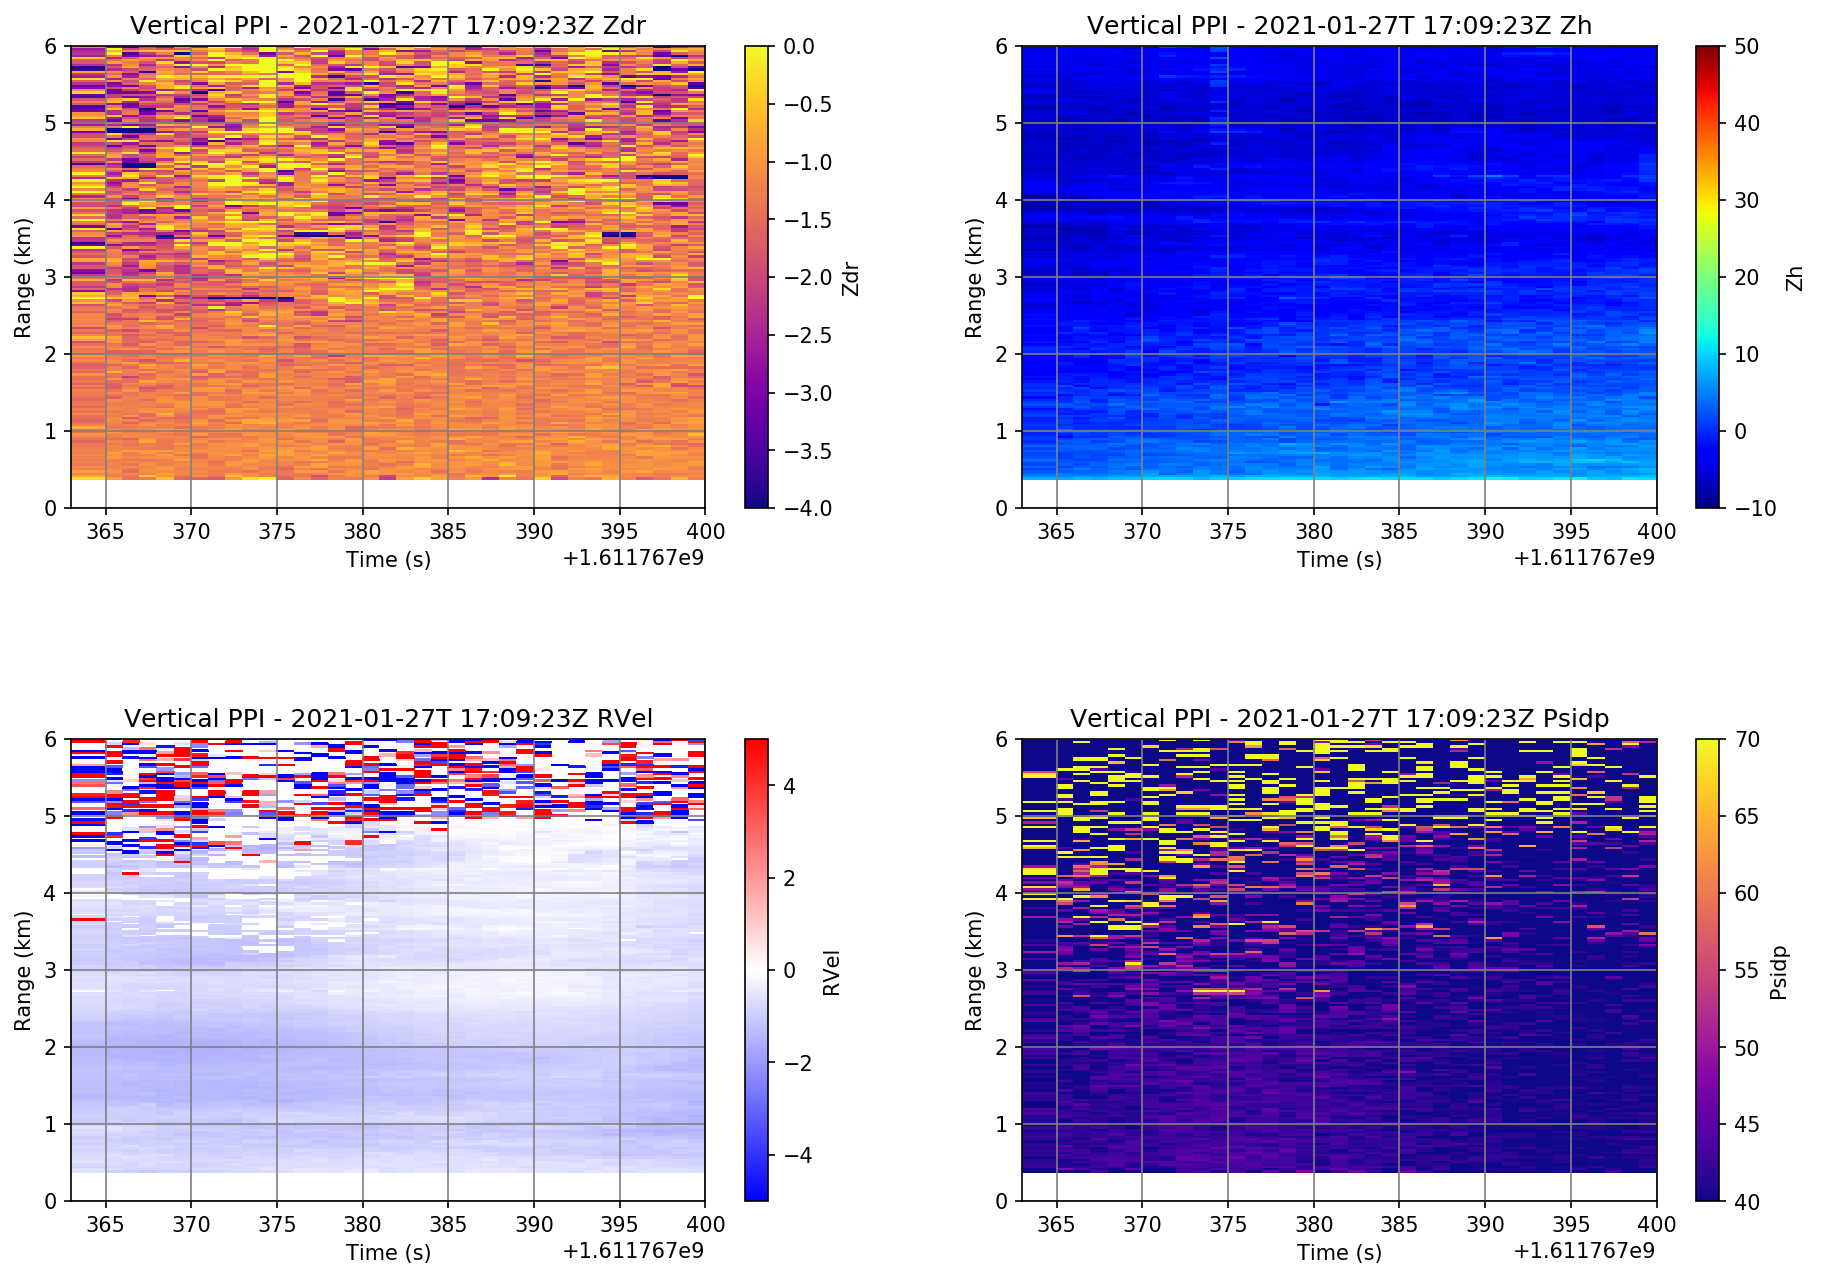 Vertical PPI - 2021-01-27T 17:09:23Z Zdr
6
5
4
3
2
1
0
Range (km)
365 370 375 380 385 390 395 400
Time (s)
+1.611767e9
0.0
−0.5
−1.0
−1.5
−2.0
−2.5
−3.0
−3.5
−4.0
Zdr
Vertical PPI - 2021-01-27T 17:09:23Z Zh
6
5
4
3
2
1
0
Range (km)
365 370 375 380 385 390 395 400
Time (s)
+1.611767e9
50
40
30
20
10
0
−10
Zh
Vertical PPI - 2021-01-27T 17:09:23Z RVel
6
5
4
3
2
1
0
Range (km)
365 370 375 380 385 390 395 400
Time (s)
+1.611767e9
4
2
0
−2
−4
RVel
Vertical PPI - 2021-01-27T 17:09:23Z Psidp
6
5
4
3
2
1
0
Range (km)
365 370 375 380 385 390 395 400
Time (s)
+1.611767e9
70
65
60
55
50
45
40
Psidp